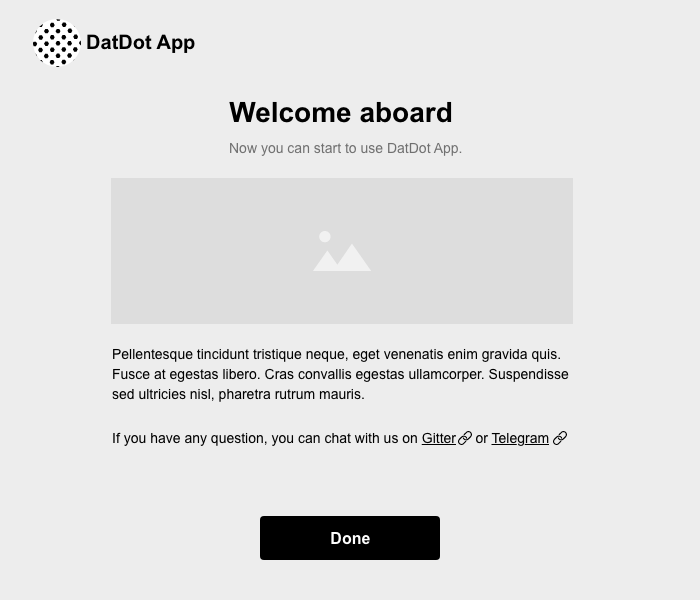 DatDot App
Welcome aboard
Now you can start to use DatDot App.
Pellentesque tincidunt tristique neque, eget venenatis enim gravida quis.
Fusce at egestas libero. Cras convallis egestas ullamcorper. Suspendisse
sed ultricies nisl, pharetra rutrum mauris.
If you have any question, you can chat with us on Gitter or Telegram
Done